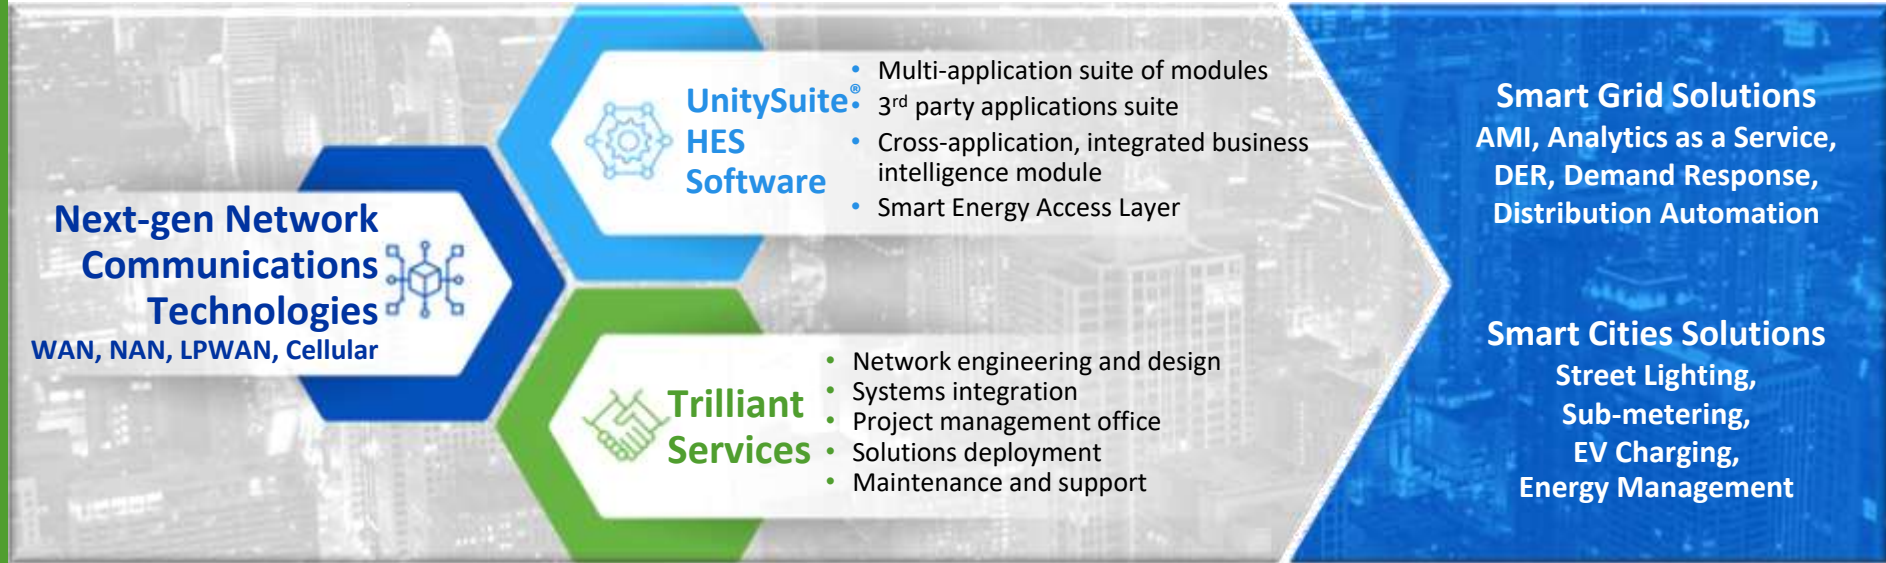 Next-gen Network
Communications
Technologies
WAN, NAN, LPWAN, Cellular
UnitySuite®
HES
Software
• Multi-application suite of modules
• 3rd party applications suite
• Cross-application, integrated business
intelligence module
• Smart Energy Access Layer
Trilliant
Services
• Network engineering and design
• Systems integration
• Project management office
• Solutions deployment
• Maintenance and support
Smart Grid Solutions
AMI, Analytics as a Service,
DER, Demand Response,
Distribution Automation
Smart Cities Solutions
Street Lighting,
Sub-metering,
EV Charging,
Energy Management